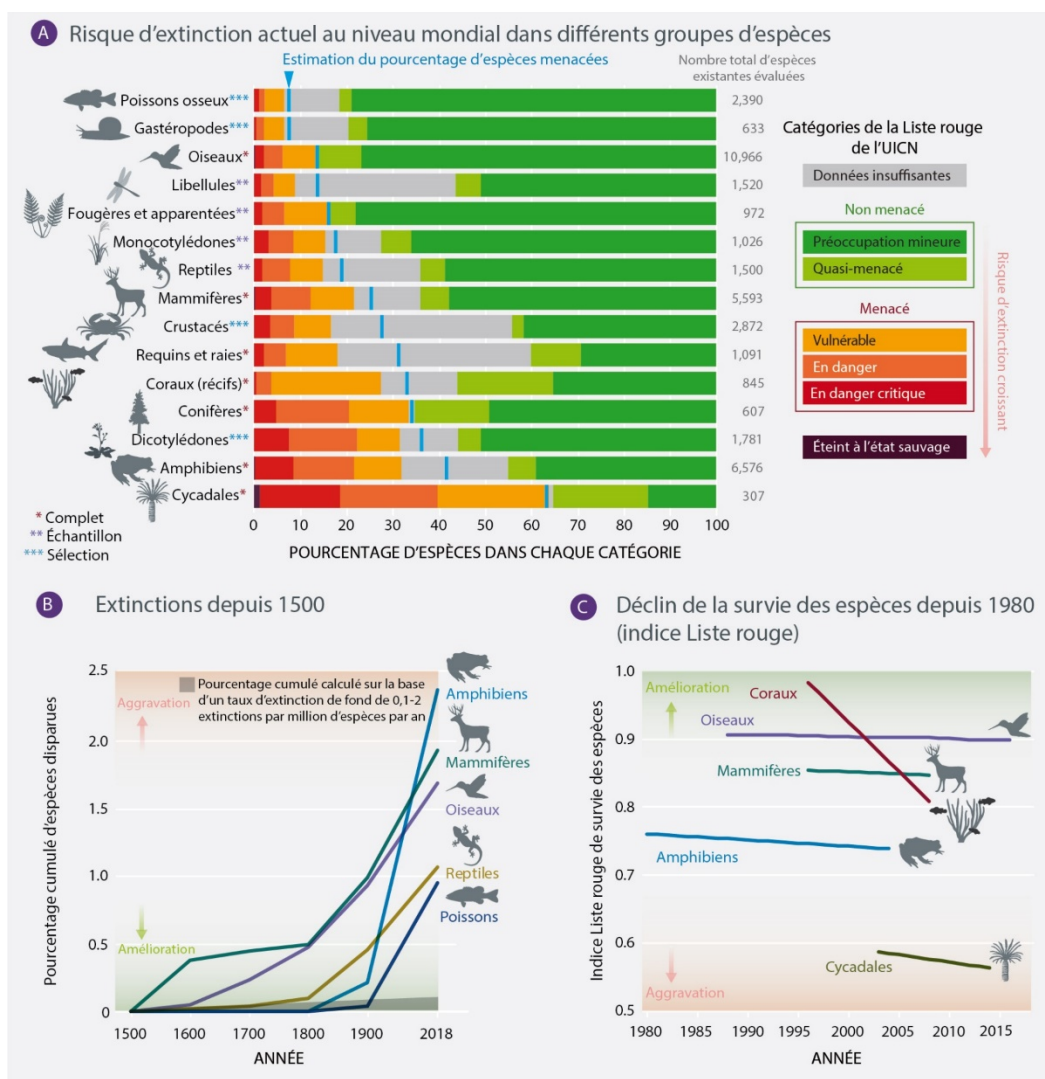 A Risque d'extinction actuel au niveau mondial dans différents groupes d'espèces
Estimation du pourcentage d'espèces menacées
Nombre total d'espèces
existantes évaluées
Poissons osseux*** 2,390
Gastéropodes*** 633
Oiseaux* 10,966
Libellules** 1,520
Fougères et apparentées** 972
Monocotylédones** 1,026
Reptiles ** 1,500
Mammifères* 5,593
Crustacés*** 2,872
Requins et raies* 1,091
Coraux (récifs)* 845
Conifères* 607
Dicotylédones*** 1,781
Amphibiens* 6,576
Cycadales* 307
0 10 20 30 40 50 60 70 80 90 100
POURCENTAGE D'ESPÈCES DANS CHAQUE CATÉGORIE
* Complet
** Échantillon
*** Sélection
Catégories de la Liste rouge
de l'UICN
Données insuffisantes
Non menacé
Préoccupation mineure
Quasi-menacé
Menacé
Vulnérable
En danger
En danger critique
Éteint à l'état sauvage
Risque d'extinction croissant
B Extinctions depuis 1500
Pourcentage cumulé d'espèces disparues
2.5
2.0
1.5
1.0
0.5
0
Aggravation
Amélioration
Pourcentage cumulé calculé sur la base
d'un taux d'extinction de fond de 0,1-2
extinctions par million d'espèces par an
Amphibiens
Mammifères
Oiseaux
Reptiles
Poissons
1500 1600 1700 1800 1900 2018
ANNÉE
C Déclin de la survie des espèces depuis 1980
(indice Liste rouge)
Indice Liste rouge de survie des espèces
1.0
0.9
0.8
0.7
0.6
0.5
Amélioration
Coraux
Oiseaux
Mammifères
Amphibiens
Cycadales
Aggravation
1980 1985 1990 1995 2000 2005 2010 2015
ANNÉE